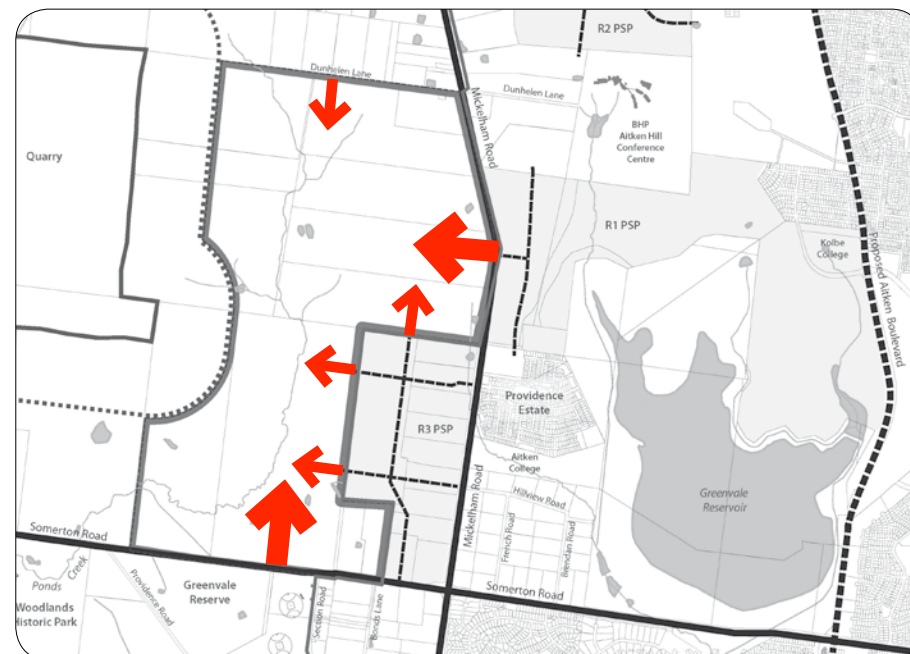 R2 PSP
Dunhelen Lane
Dunhelen Lane
Mickelham Road
BHP
Aitken Hill
Conference
Centre
Quarry
R1 PSP
Kolbe
College
Proposed Aitken Boulevard
Providence
Estate
R3 PSP
Aitken
College
Mickelham Road
Hillview Road
French Road
Brendan Road
Greenvale
Reservoir
Somerton Road
Somerton Road
Ponds
Creek
Providence Road
Greenvale
Reserve
Section Road
Bonds Lane
Woodlands
Historic Park